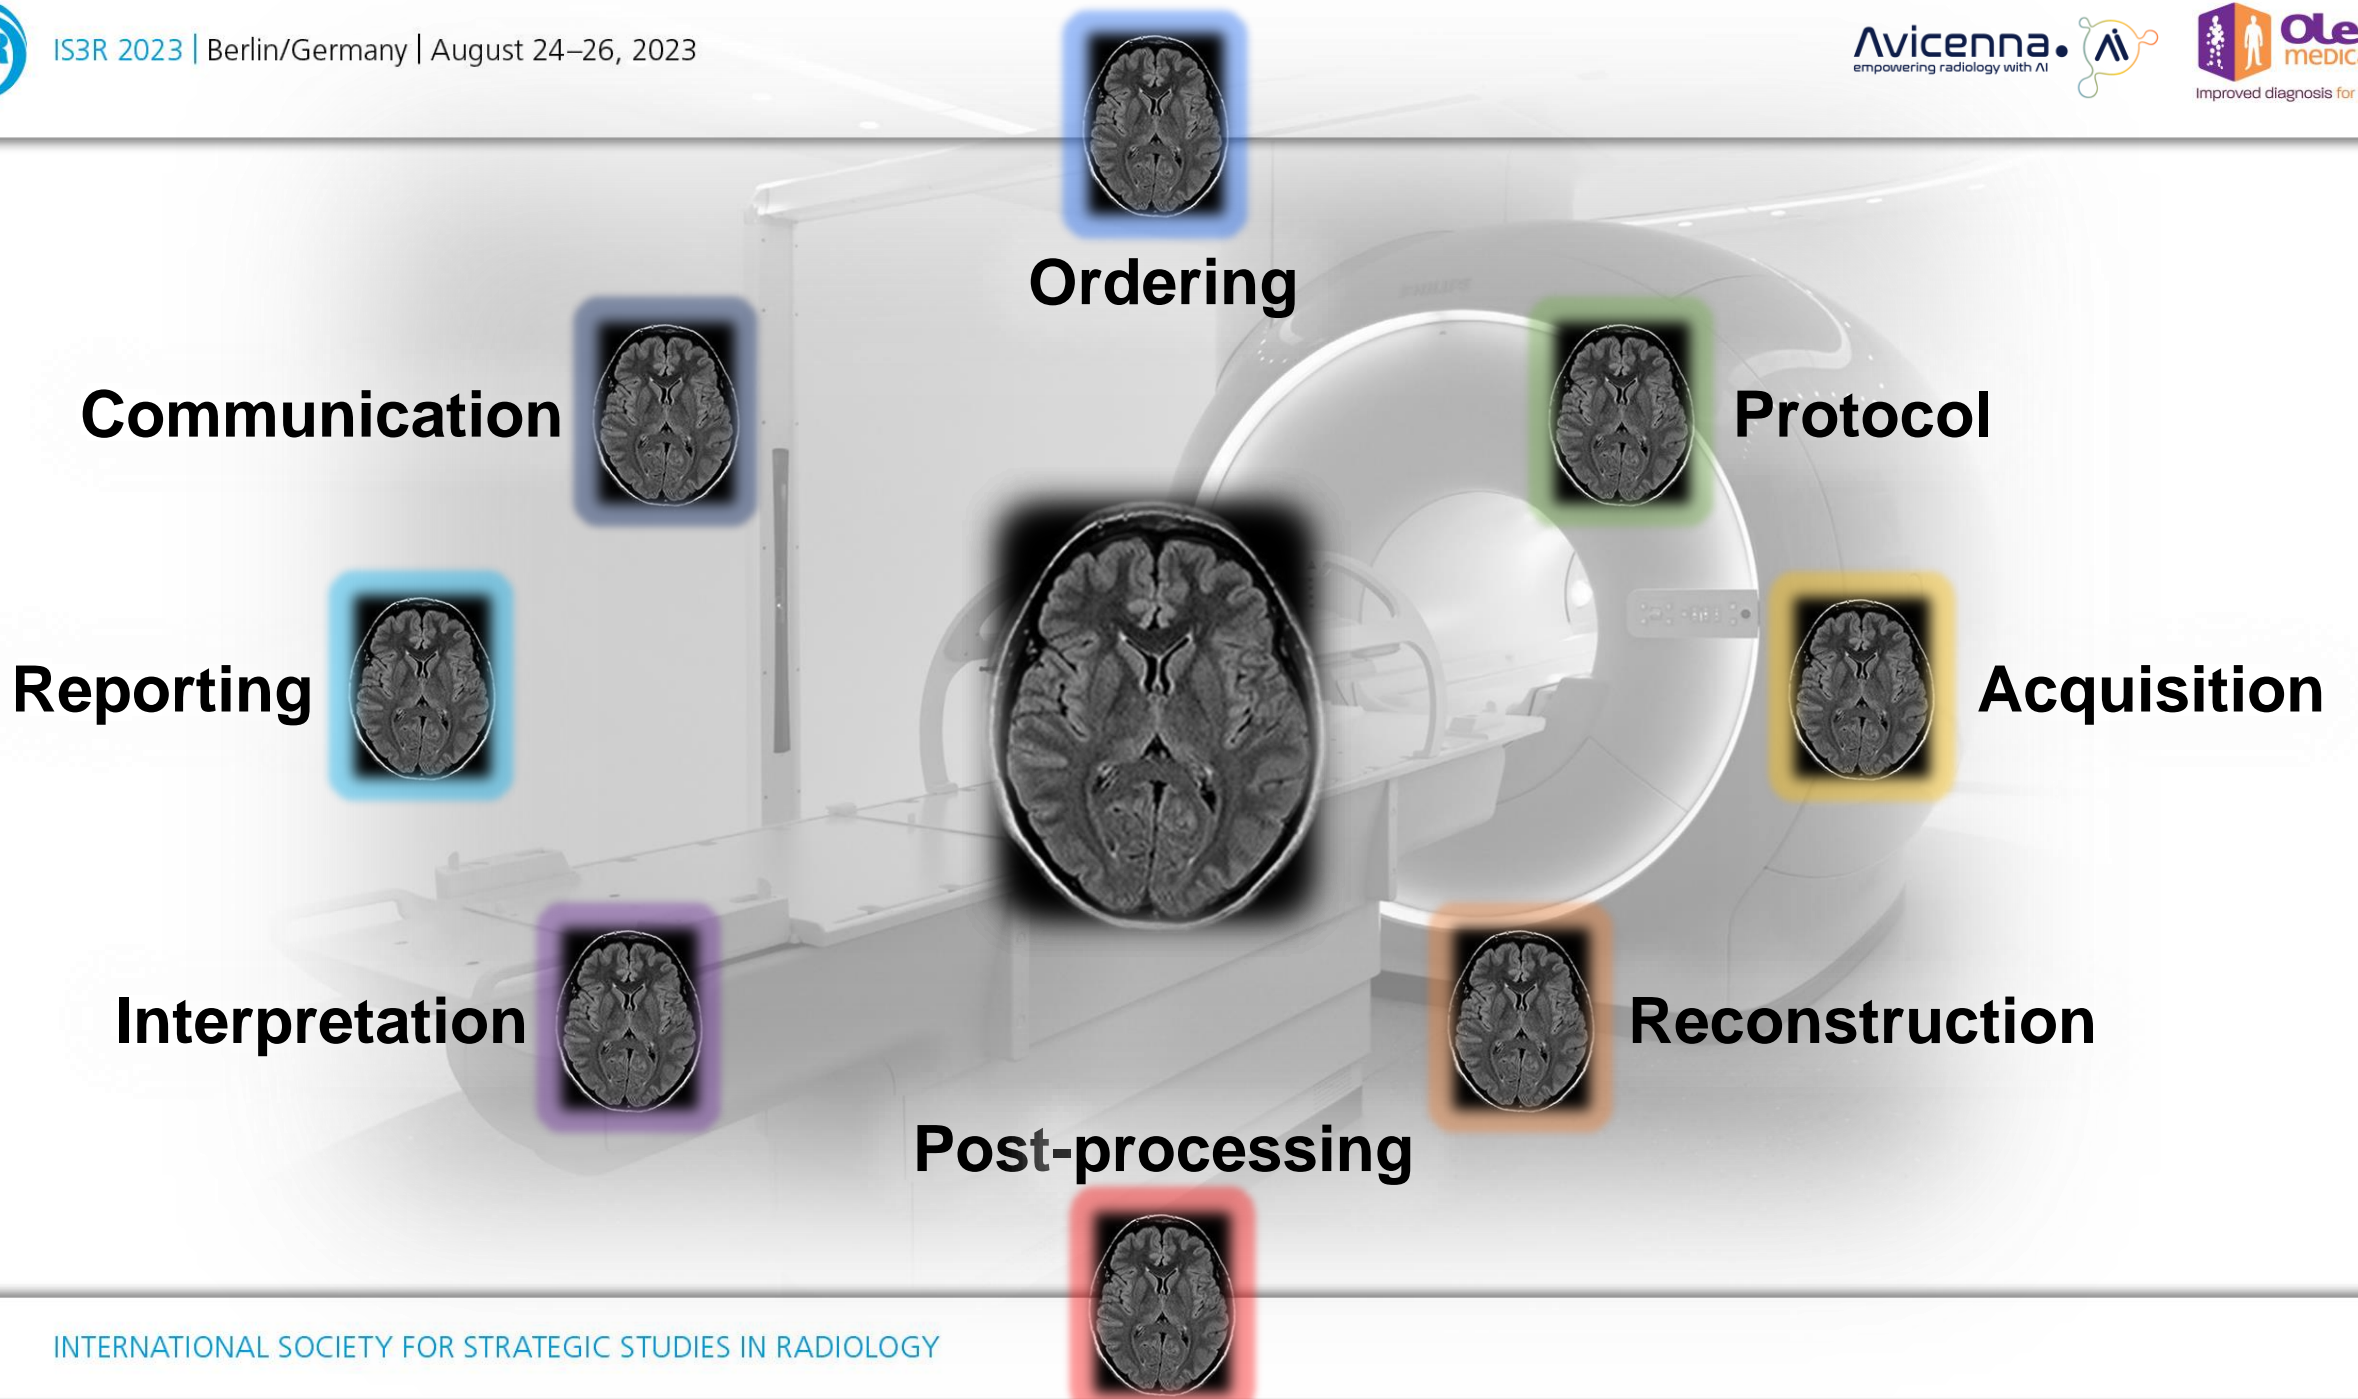 IS3R 2023 | Berlin/Germany | August 24–26, 2023
Avicenna.
AI
empowering radiology with AI
Improved diagnosis for
Ordering
Communication
Protocol
Reporting
Acquisition
Interpretation
Reconstruction
Post-processing
INTERNATIONAL SOCIETY FOR STRATEGIC STUDIES IN RADIOLOGY